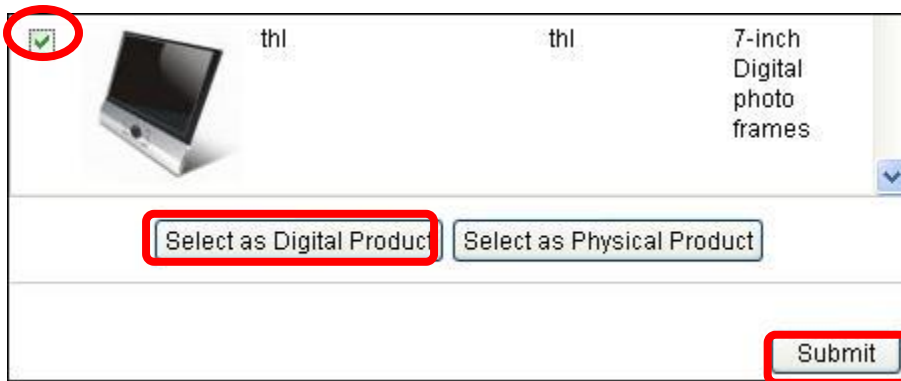 thl thl 7-inch
Digital
photo
frames
Select as Digital Product Select as Physical Product
Submit